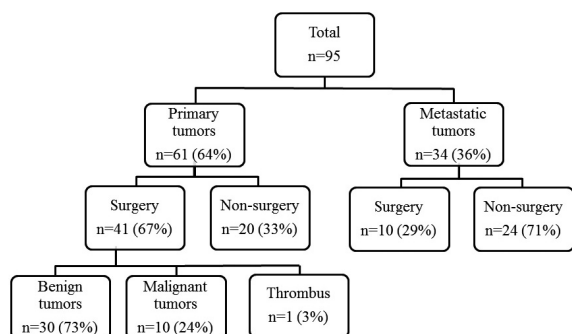 Total
n=95
Primary
tumors
n=61 (64%)
Metastatic
tumors
n=34 (36%)
Surgery
n=41 (67%)
Non-surgery
n=20 (33%)
Surgery
n=10 (29%)
Non-surgery
n=24 (71%)
Benign
tumors
n=30 (73%)
Malignant
tumors
n=10 (24%)
Thrombus
n=1 (3%)